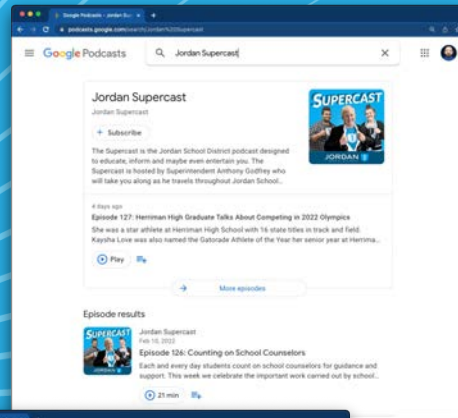 Google Podcasts - Jordan Su
podcasts.google.com/search/Jordan%20Supercast
Google Podcasts
Jordan Supercast
Jordan Supercast
Jordan Supercast
+ Subscribe
The Supercast is the Jordan School District podcast designed
to educate, inform and maybe even entertain you. The
Supercast is hosted by Superintendent Anthony Godfrey who
will take you along as he travels throughout Jordan School...
SUPERCAST
JORDAN
4 days ago
Episode 127: Herriman High Graduate Talks About Competing in 2022 Olympics
She was a star athlete at Herriman High School with 16 state titles in track and field.
Kaysha Love was also named the Gatorade Athlete of the Year her senior year at Herrima...
Play
More episodes
Episode results
SUPERCAST
JORDAN
Jordan Supercast
Feb 10, 2022
Episode 126: Counting on School Counselors
Each and every day students count on school counselors for guidance and
support. This week we celebrate the important work carried out by school...
21 min